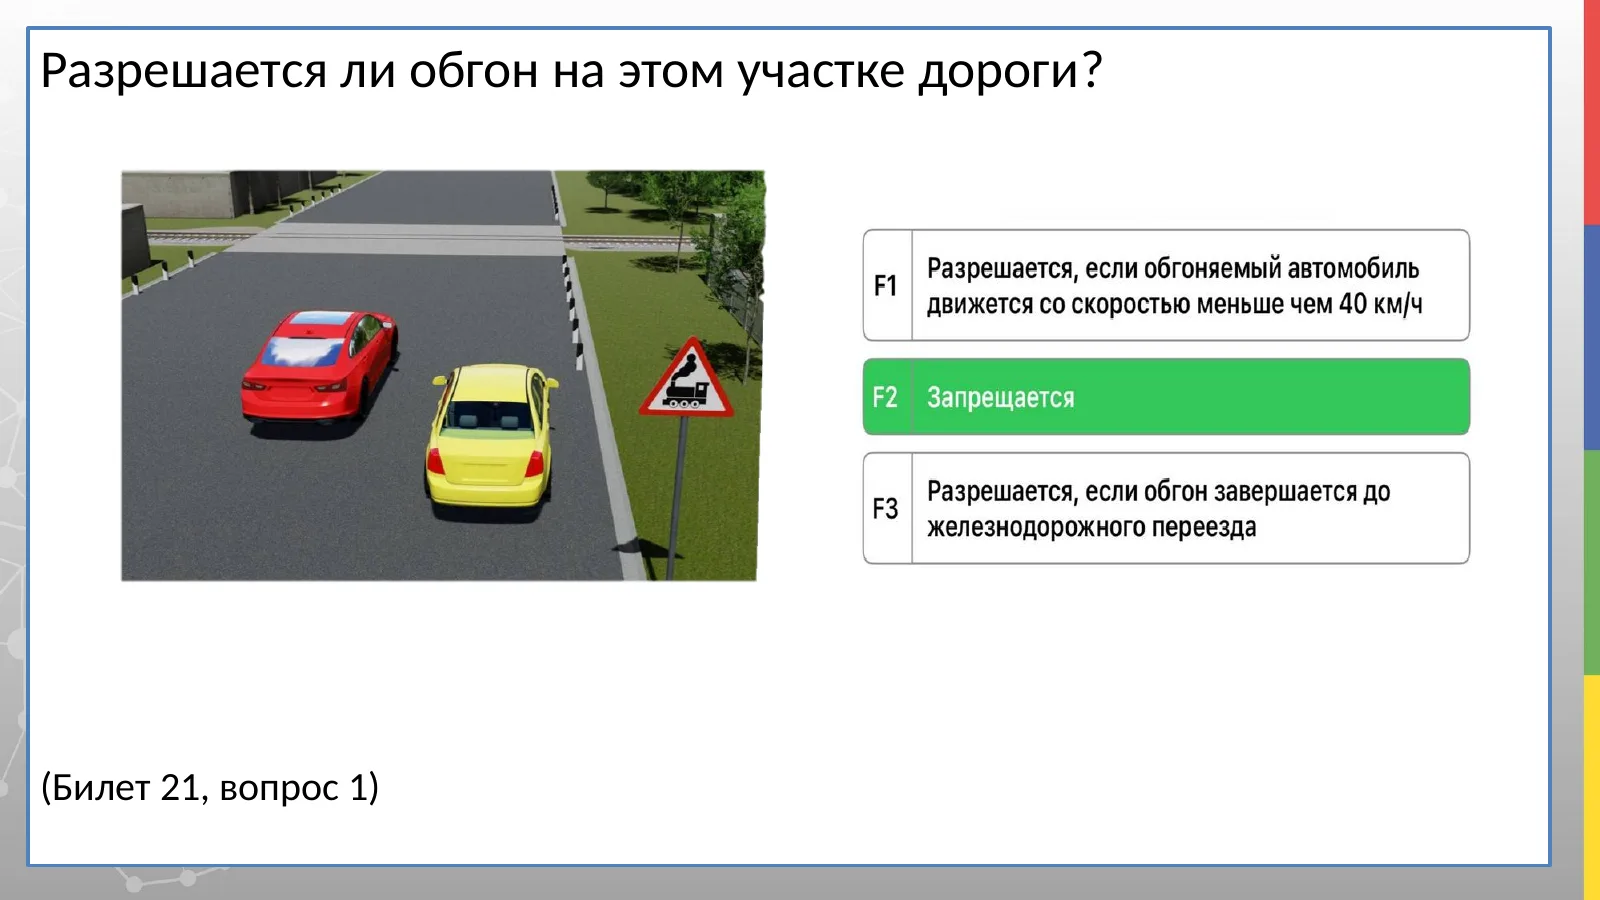 Разрешается ли обгон на этом участке дороги?
F1
Разрешается, если обгоняемый автомобиль
движется со скоростью меньше чем 40 км/ч
F2
Запрещается
F3
Разрешается, если обгон завершается до
железнодорожного переезда
(Билет 21, вопрос 1)